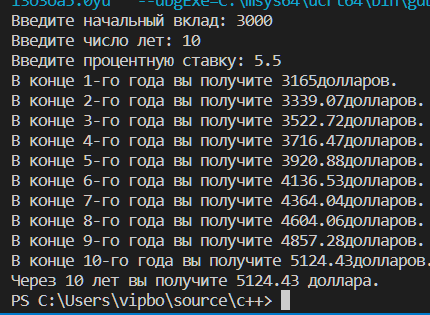 --dbgExe=C:\msys64\ucrt64\bin\gdb
Введите начальный вклад: 3000
Введите число лет: 10
Введите процентную ставку: 5.5
В конце 1-го года вы получите 3165долларов.
В конце 2-го года вы получите 3339.07долларов.
В конце 3-го года вы получите 3522.72долларов.
В конце 4-го года вы получите 3716.47долларов.
В конце 5-го года вы получите 3920.88долларов.
В конце 6-го года вы получите 4136.53долларов.
В конце 7-го года вы получите 4364.04долларов.
В конце 8-го года вы получите 4604.06долларов.
В конце 9-го года вы получите 4857.28долларов.
В конце 10-го года вы получите 5124.43долларов.
Через 10 лет вы получите 5124.43 доллара.
PS C:\Users\vipbo\source\c++>